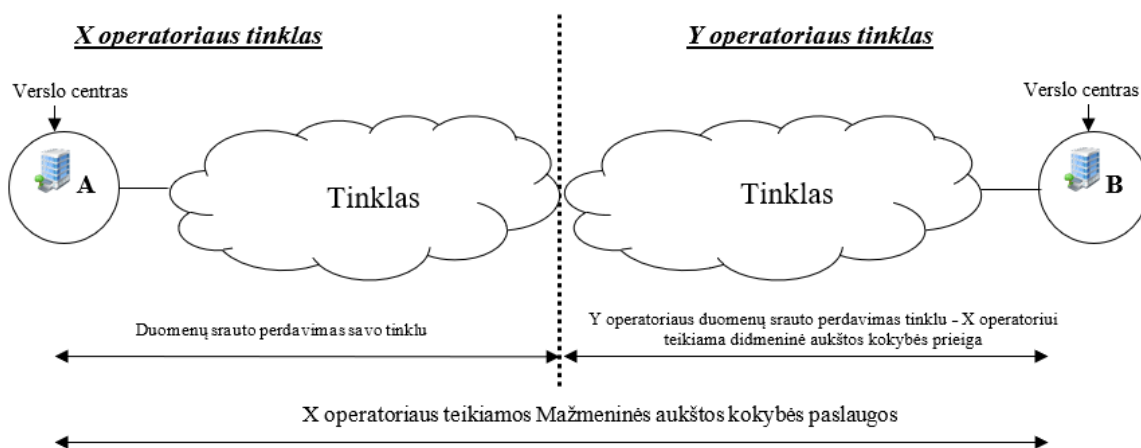 X operatoriaus tinklas
Y operatoriaus tinklas
Verslo centras
Verslo centras
A
Tinklas
Tinklas
B
Duomenų srauto perdavimas savo tinklu
Y operatoriaus duomenų srauto perdavimas tinklu – X operatoriui
teikiama didmeninė aukštos kokybės prieiga
X operatoriaus teikiamos Mažmeninės aukštos kokybės paslaugos